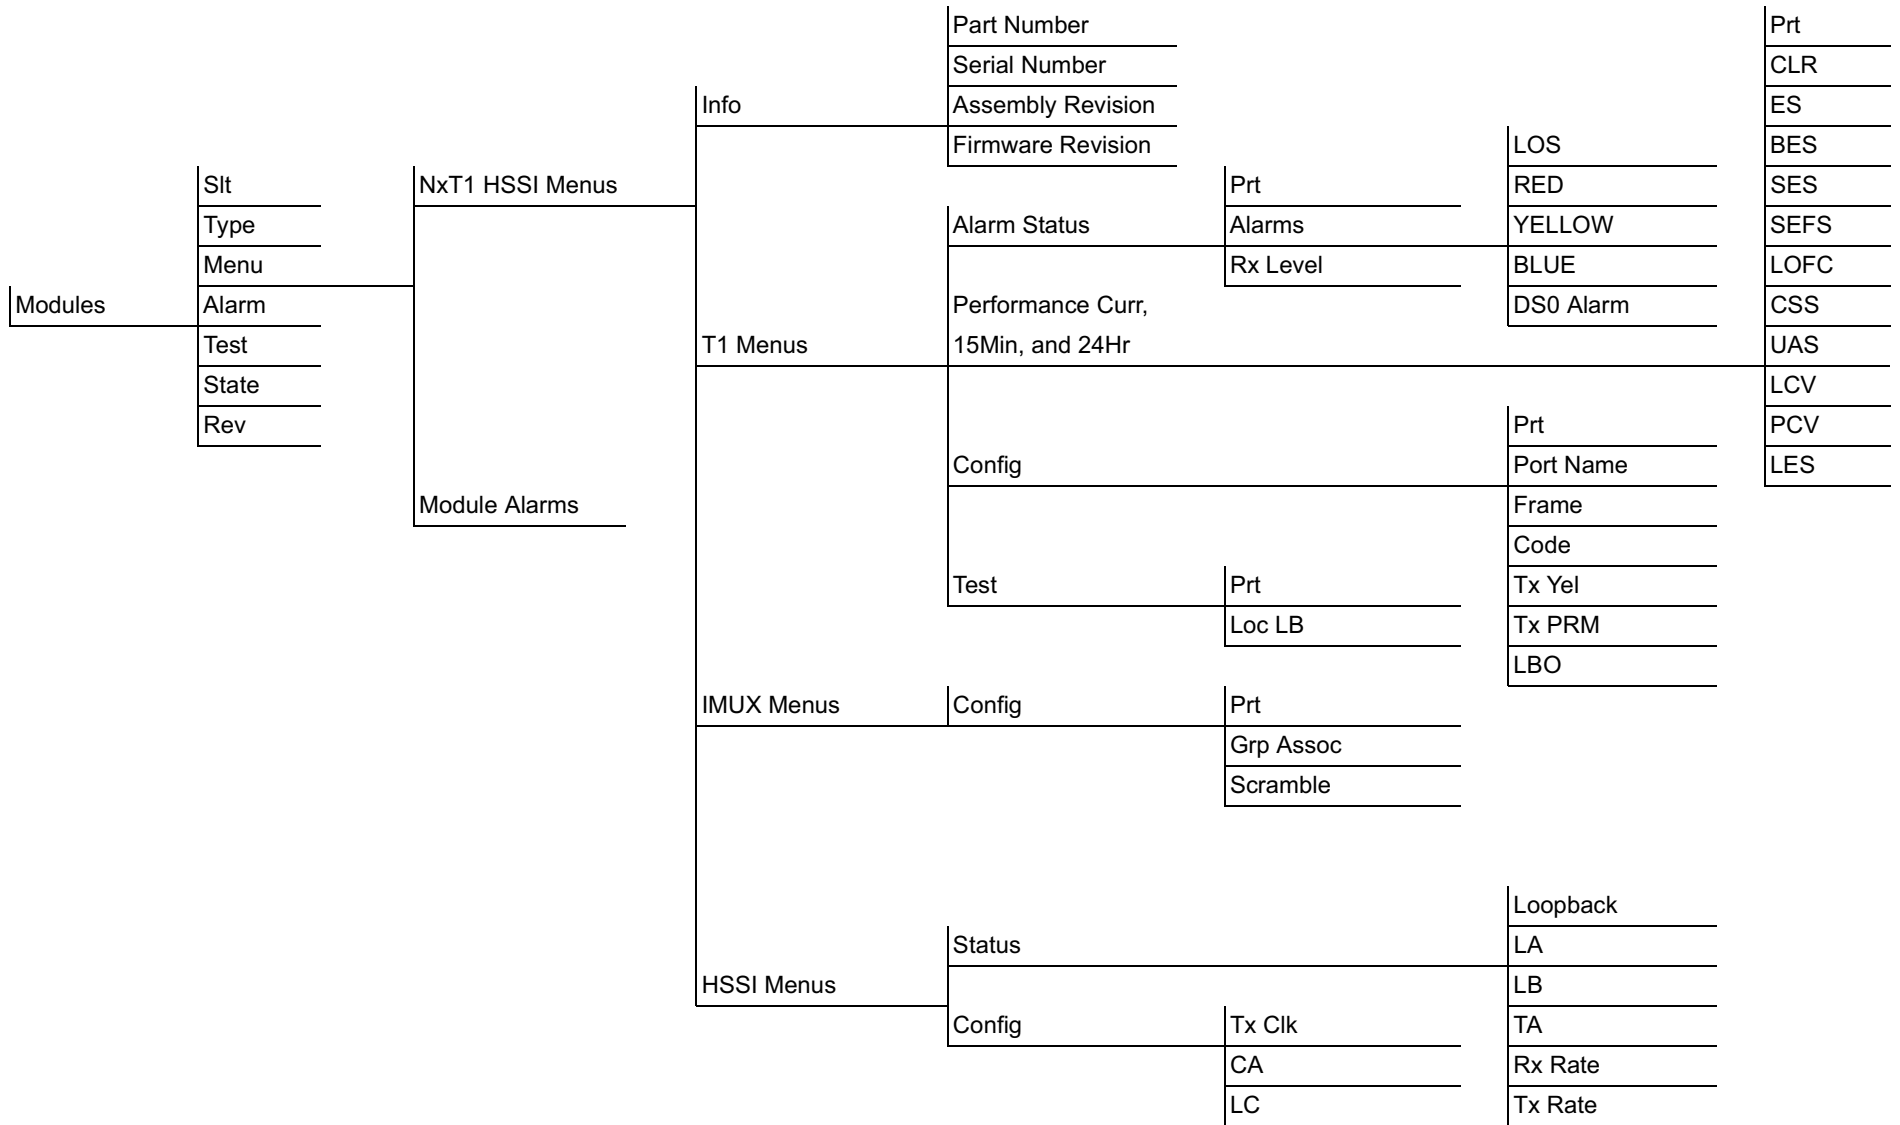 Modules
Slt
Type
Menu
Alarm
Test
State
Rev
NxT1 HSSI Menus
Module Alarms
Info
T1 Menus
IMUX Menus
HSSI Menus
Part Number
Serial Number
Assembly Revision
Firmware Revision
Alarm Status
Performance Curr,
15Min, and 24Hr
Config
Test
Config
Status
Config
Prt
Alarms
Rx Level
Prt
Loc LB
Prt
Grp Assoc
Scramble
Tx Clk
CA
LC
LOS
RED
YELLOW
BLUE
DS0 Alarm
Prt
Port Name
Frame
Code
Tx Yel
Tx PRM
LBO
Loopback
LA
LB
TA
Rx Rate
Tx Rate
Prt
CLR
ES
BES
SES
SEFS
LOFC
CSS
UAS
LCV
PCV
LES